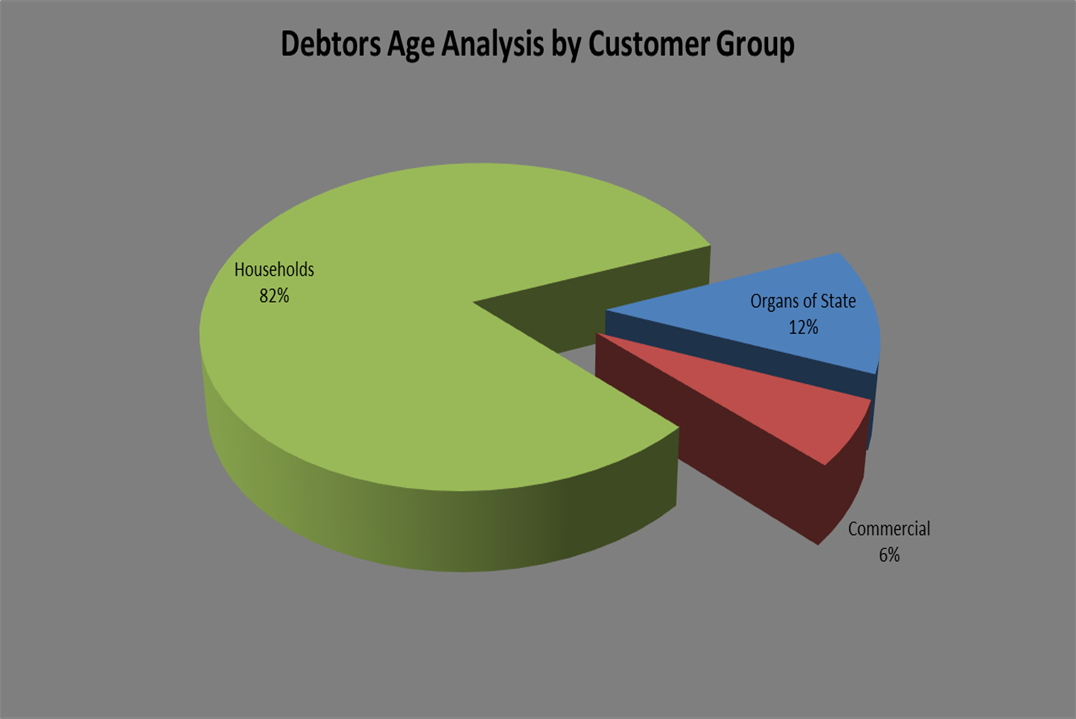 Debtors Age Analysis by Customer Group
Households
82%
Organs of State
12%
Commercial
6%